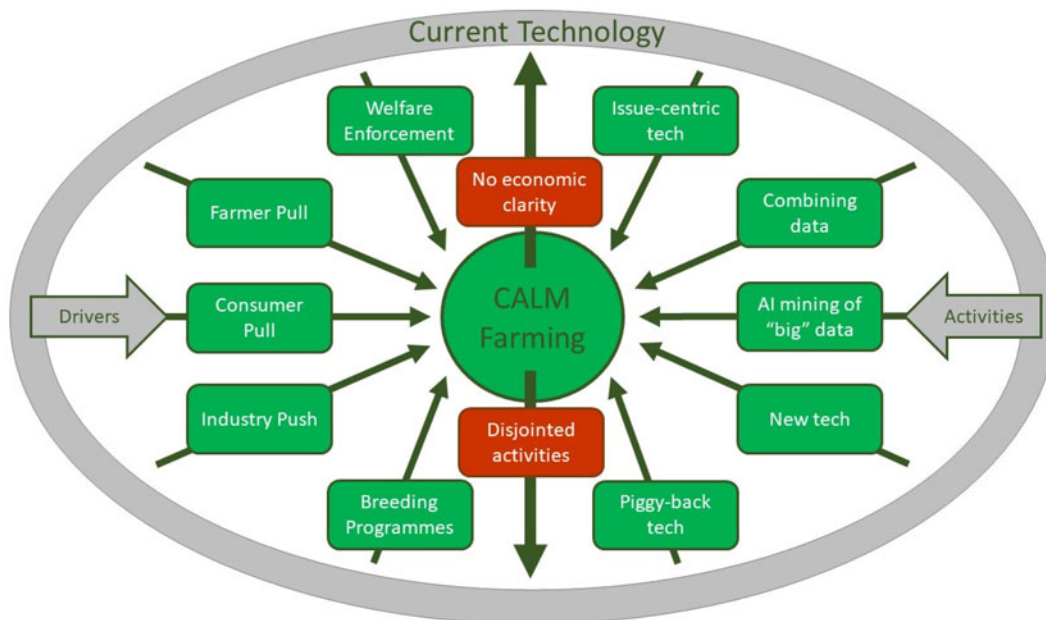 Current Technology
Welfare
Enforcement
Issue-centric
tech
No economic
clarity
Farmer Pull
Combining
data
Drivers
Consumer
Pull
CALM
Farming
AI mining of
“big” data
Activities
Industry Push
Disjointed
activities
New tech
Breeding
Programmes
Piggy-back
tech